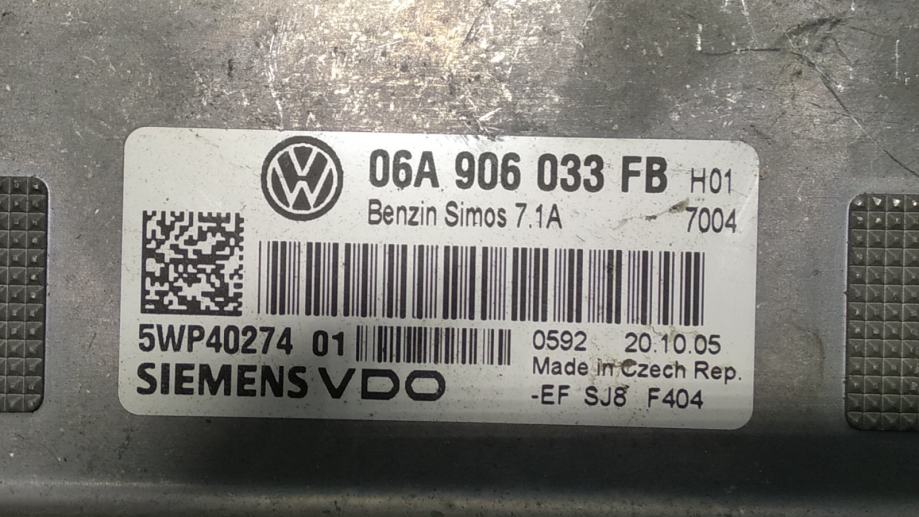 06A 906 033 FB H01
Benzin Simos 7.1A 7004
5WP40274 01 0592 20.10.05
Made in Czech Rep.
SIEMENS VDO -EF SJ8 F404